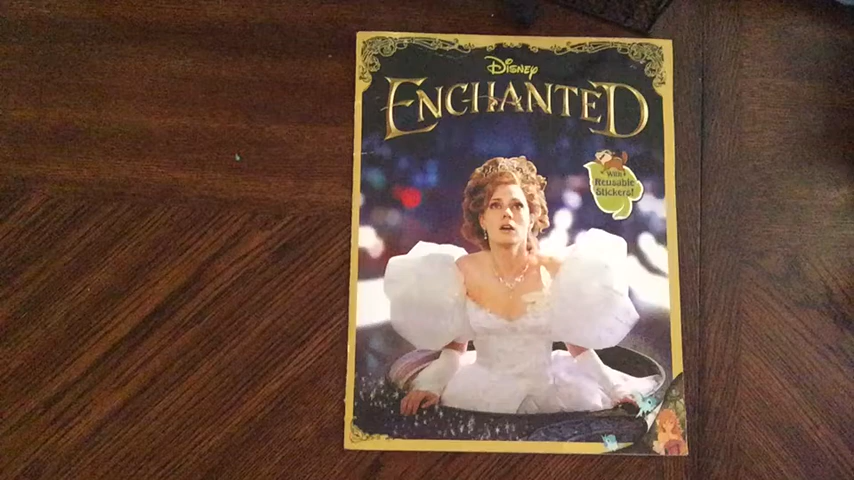 Disney
ENCHANTED
With
Reusable
Stickers!